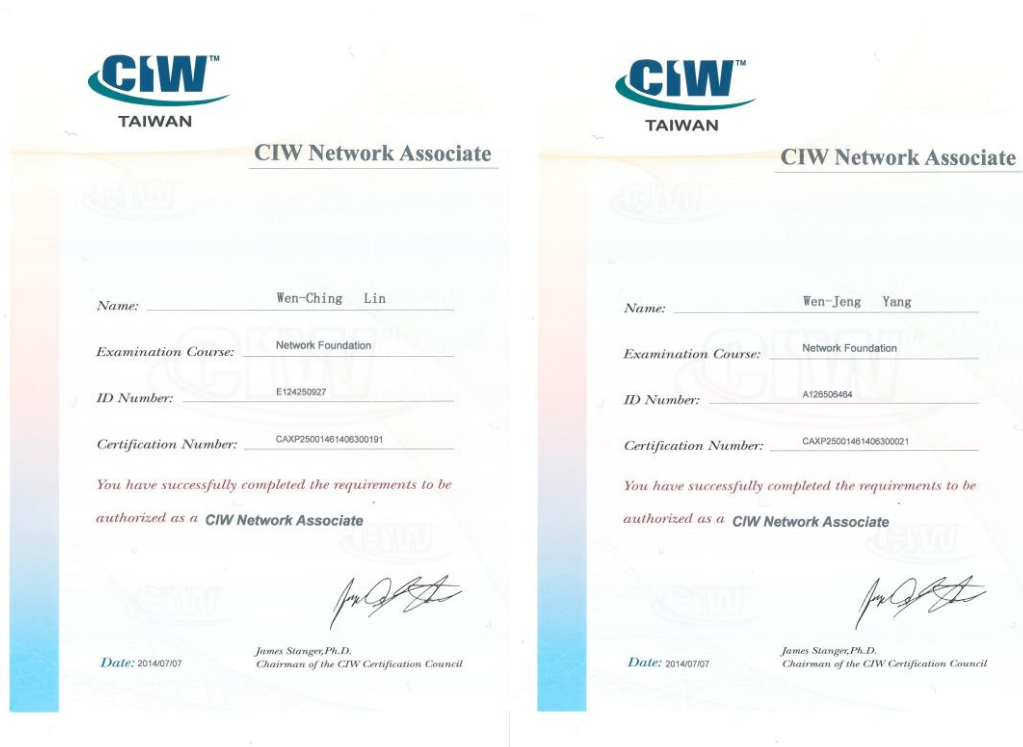 CIW™
TAIWAN
CIW Network Associate
Name: Wen-Ching Lin
Examination Course: Network Foundation
ID Number: E124250927
Certification Number: CAXP25001461406300191
You have successfully completed the requirements to be
authorized as a CIW Network Associate
James Stanger,Ph.D.
Date: 2014/07/07 Chairman of the CIW Certification Council
CIW™
TAIWAN
CIW Network Associate
Name: Wen-Jeng Yang
Examination Course: Network Foundation
ID Number: A126506464
Certification Number: CAXP25001461406300021
You have successfully completed the requirements to be
authorized as a CIW Network Associate
James Stanger,Ph.D.
Date: 2014/07/07 Chairman of the CIW Certification Council